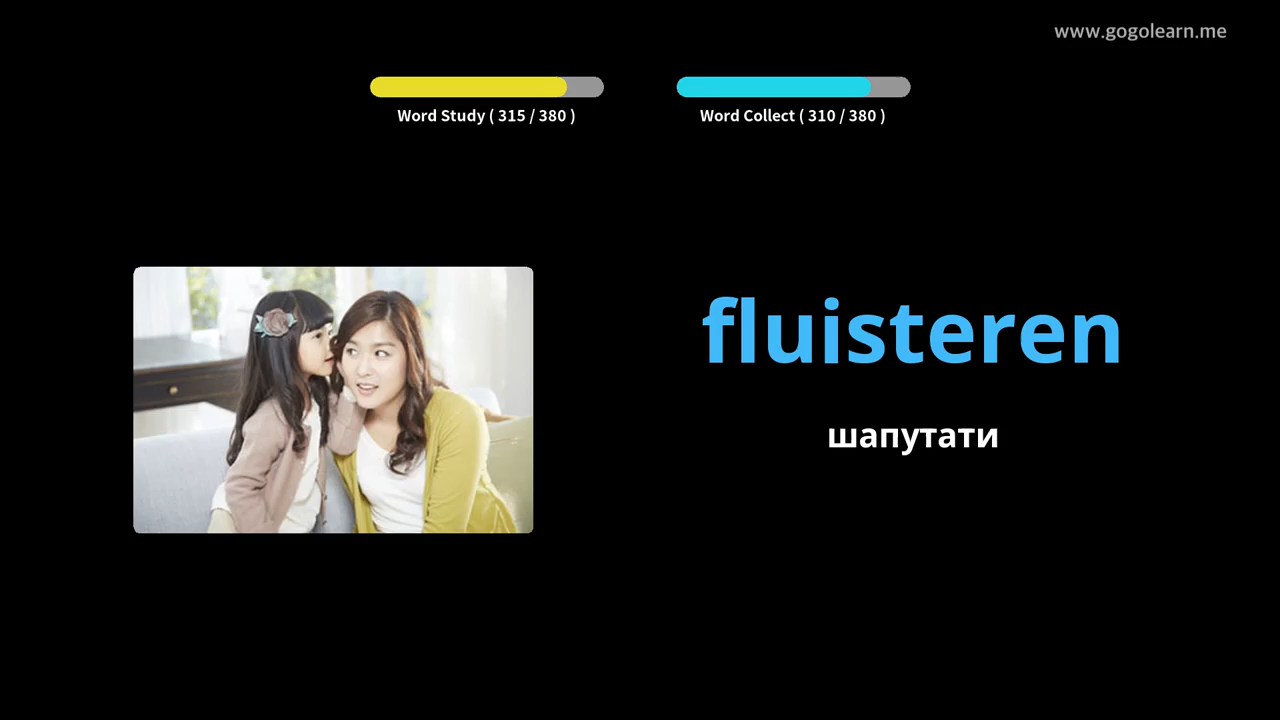 www.gogolearn.me
Word Study ( 315 / 380 )
Word Collect ( 310 / 380 )
fluisteren
шапутати